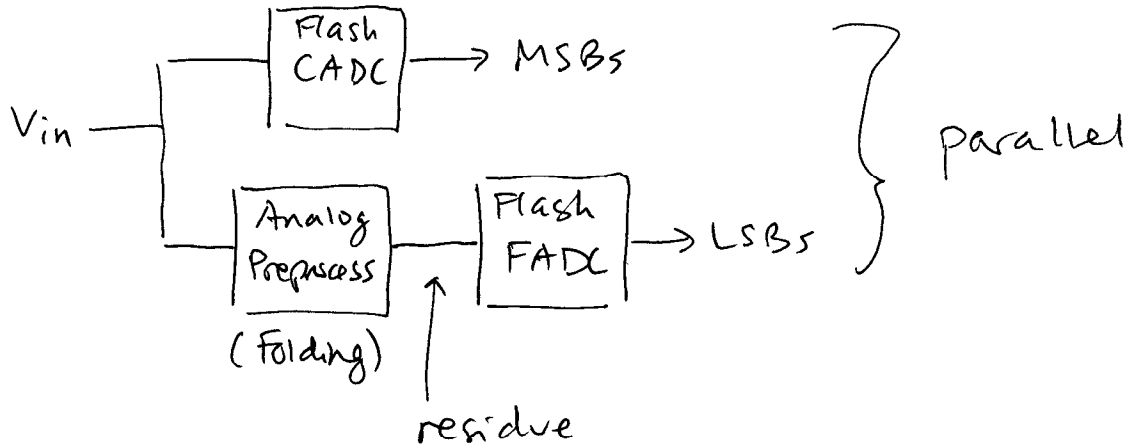 Flash
CADC
MSBs
Vin
parallel
Analog
Preprocess
Flash
FADC
LSBs
(Folding)
residue